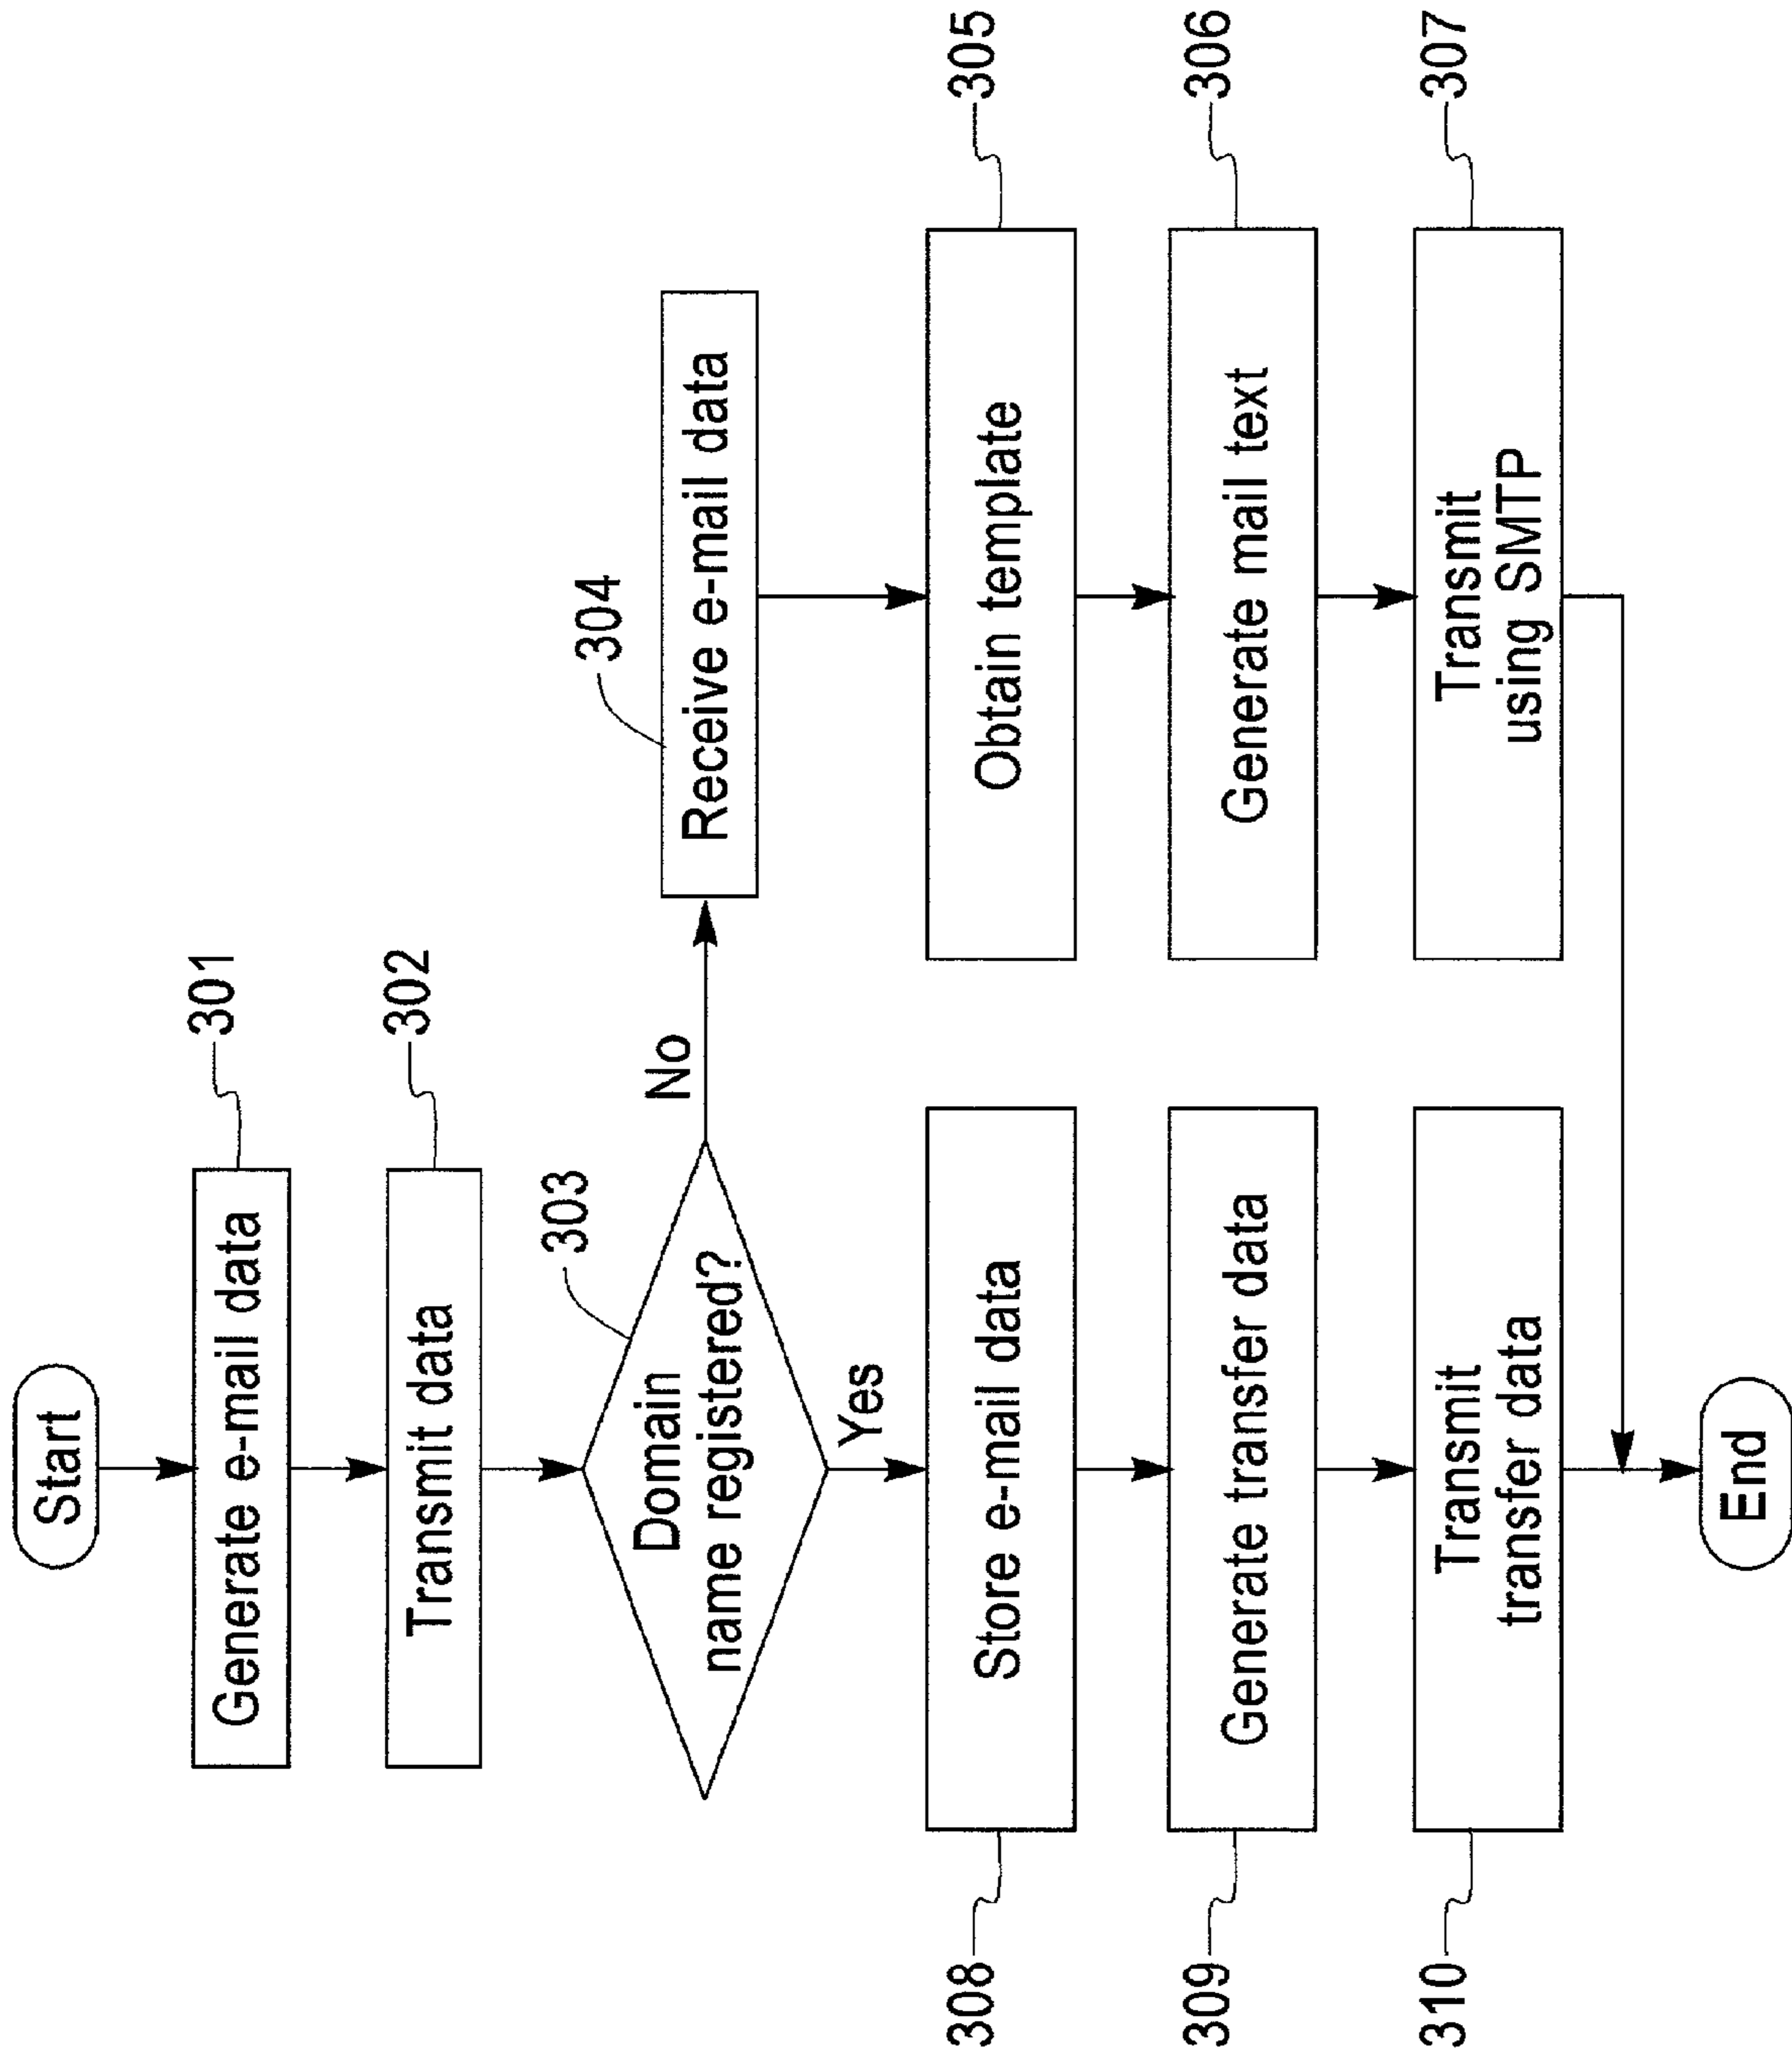 Start
301
Generate e-mail data
302
Transmit data
303
Domain
name registered?
No
304
Receive e-mail data
Yes
305
Obtain template
306
Generate mail text
307
Transmit
using SMTP
308
Store e-mail data
309
Generate transfer data
310
Transmit
transfer data
End